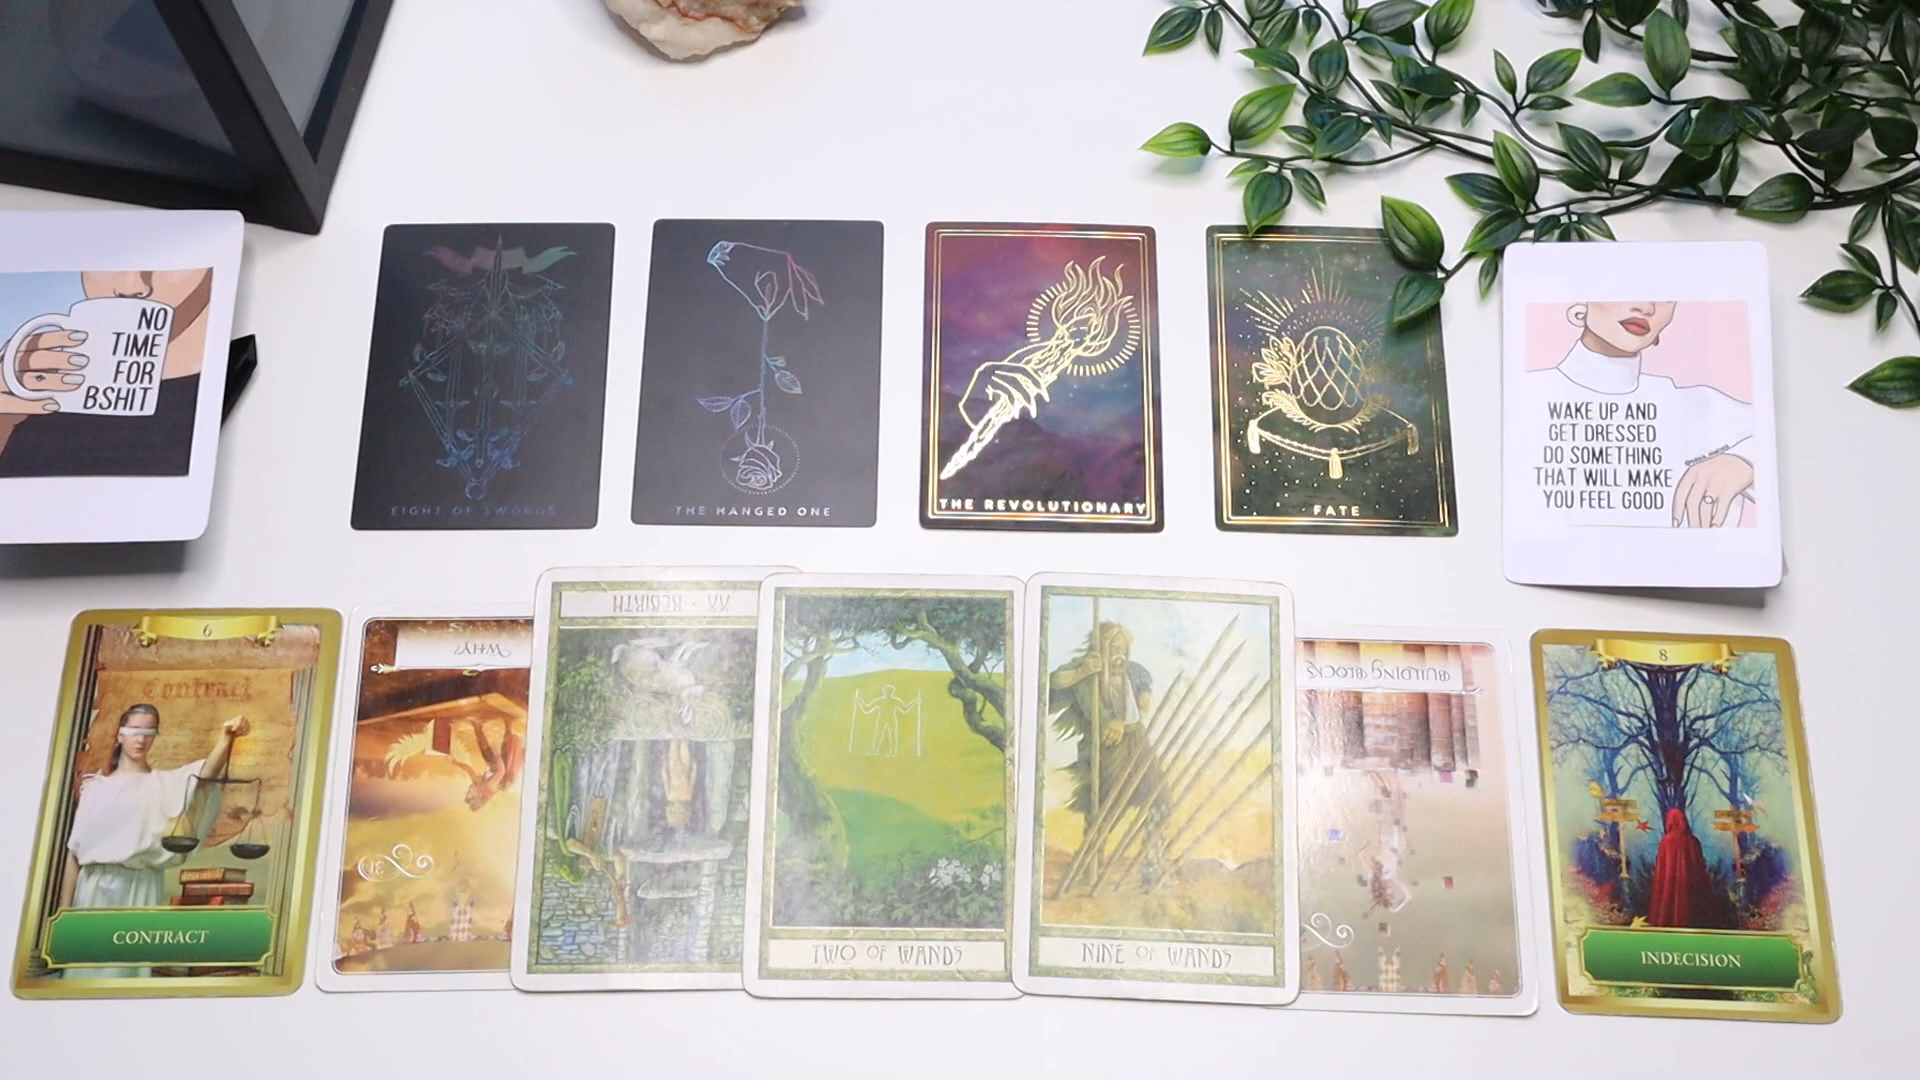 NO
TIME
FOR
BSHIT
EIGHT OF SWORDS
THE HANGED ONE
THE REVOLUTIONARY
FATE
WAKE UP AND
GET DRESSED
DO SOMETHING
THAT WILL MAKE
YOU FEEL GOOD
6
Contract
CONTRACT
WHY?
31
XX • REBIRTH
TWO OF WANDS
NINE OF WANDS
BUILDING BLOCKS
8
INDECISION